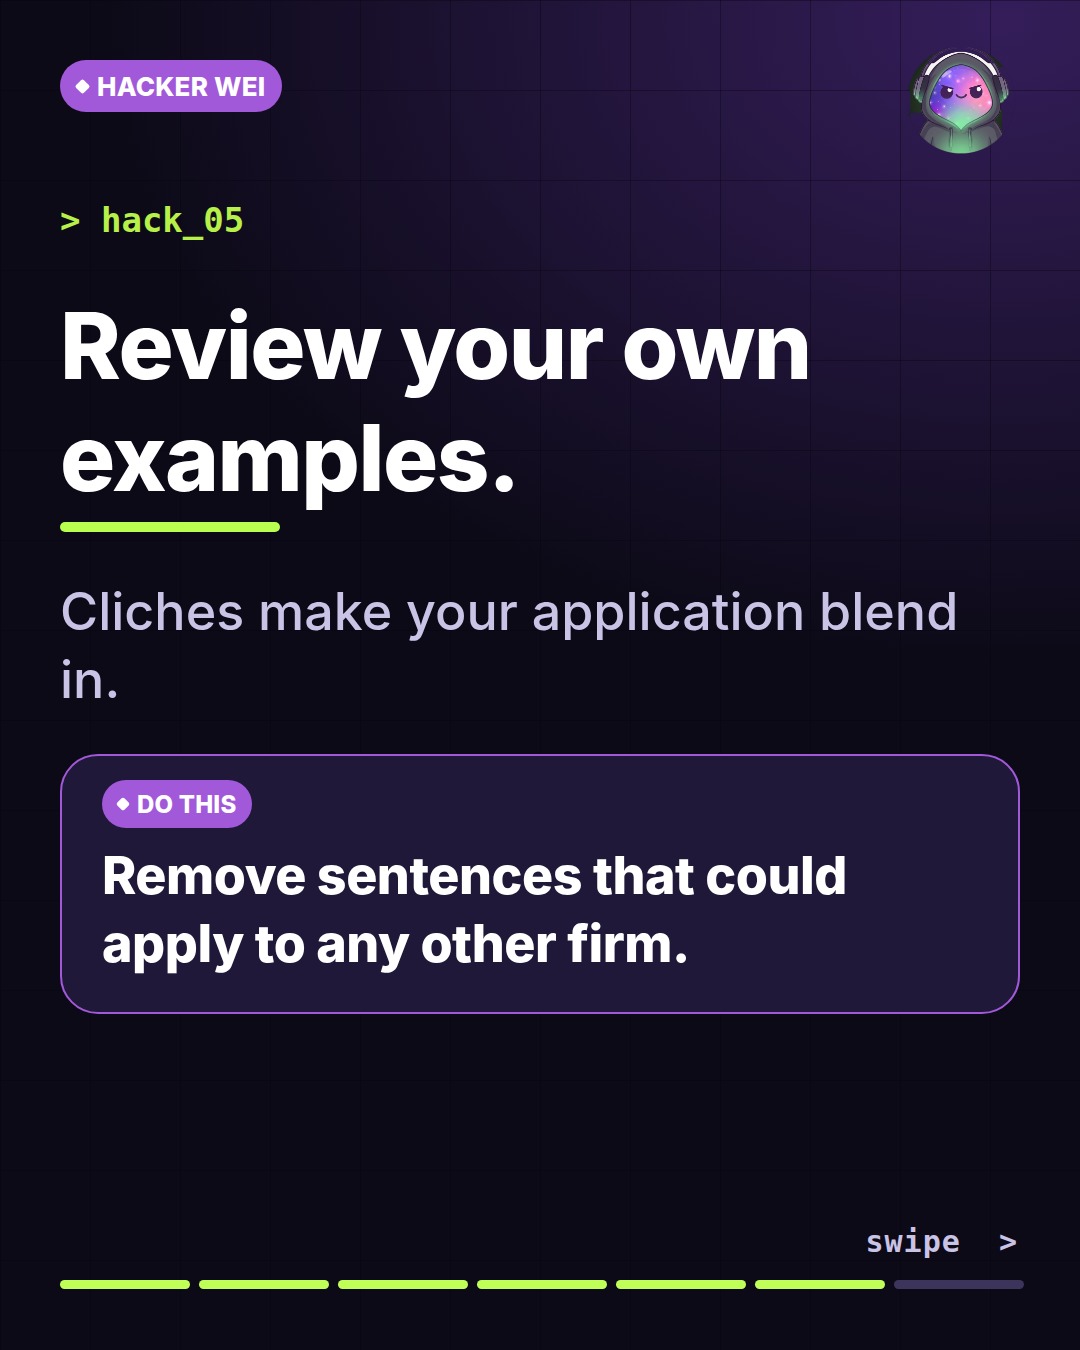 HACKER WEI
> hack_05
Review your own
examples.
Cliches make your application blend
in.
DO THIS
Remove sentences that could
apply to any other firm.
swipe >